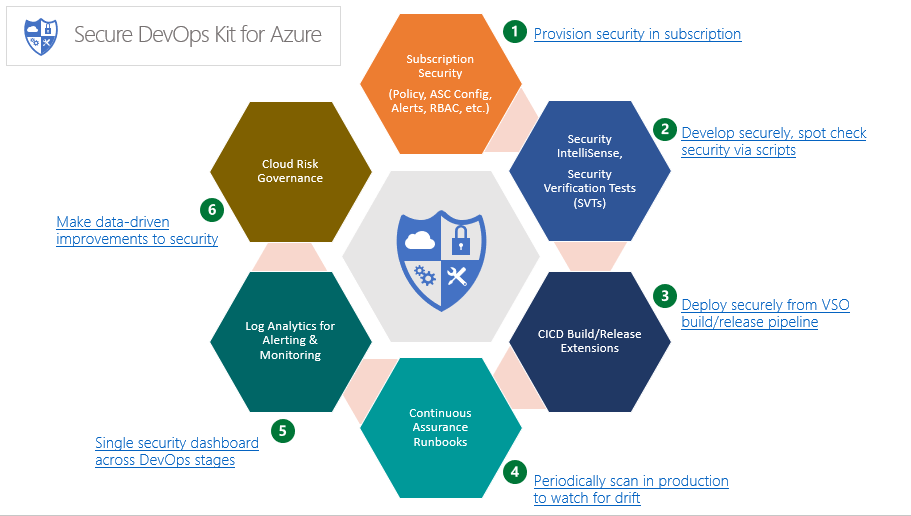 Secure DevOps Kit for Azure
1
Provision security in subscription
Subscription
Security
(Policy, ASC Config,
Alerts, RBAC, etc.)
2
Develop securely, spot check
security via scripts
Security
IntelliSense,
Security
Verification Tests
(SVTs)
3
Deploy securely from VSO
build/release pipeline
CICD Build/Release
Extensions
4
Periodically scan in production
to watch for drift
Continuous
Assurance
Runbooks
5
Single security dashboard
across DevOps stages
Log Analytics for
Alerting &
Monitoring
6
Make data-driven
improvements to security
Cloud Risk
Governance